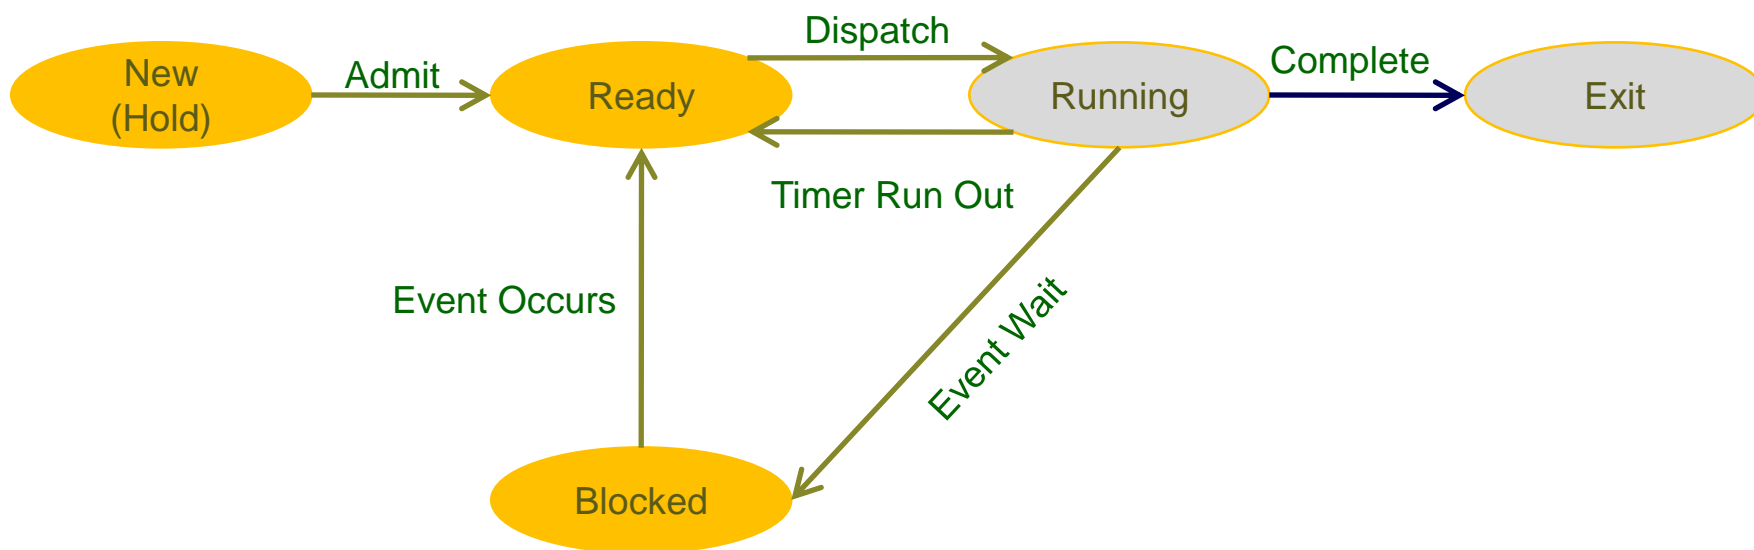 Dispatch
New
(Hold)
Admit
Ready
Running
Complete
Exit
Timer Run Out
Event Occurs
Event Wait
Blocked